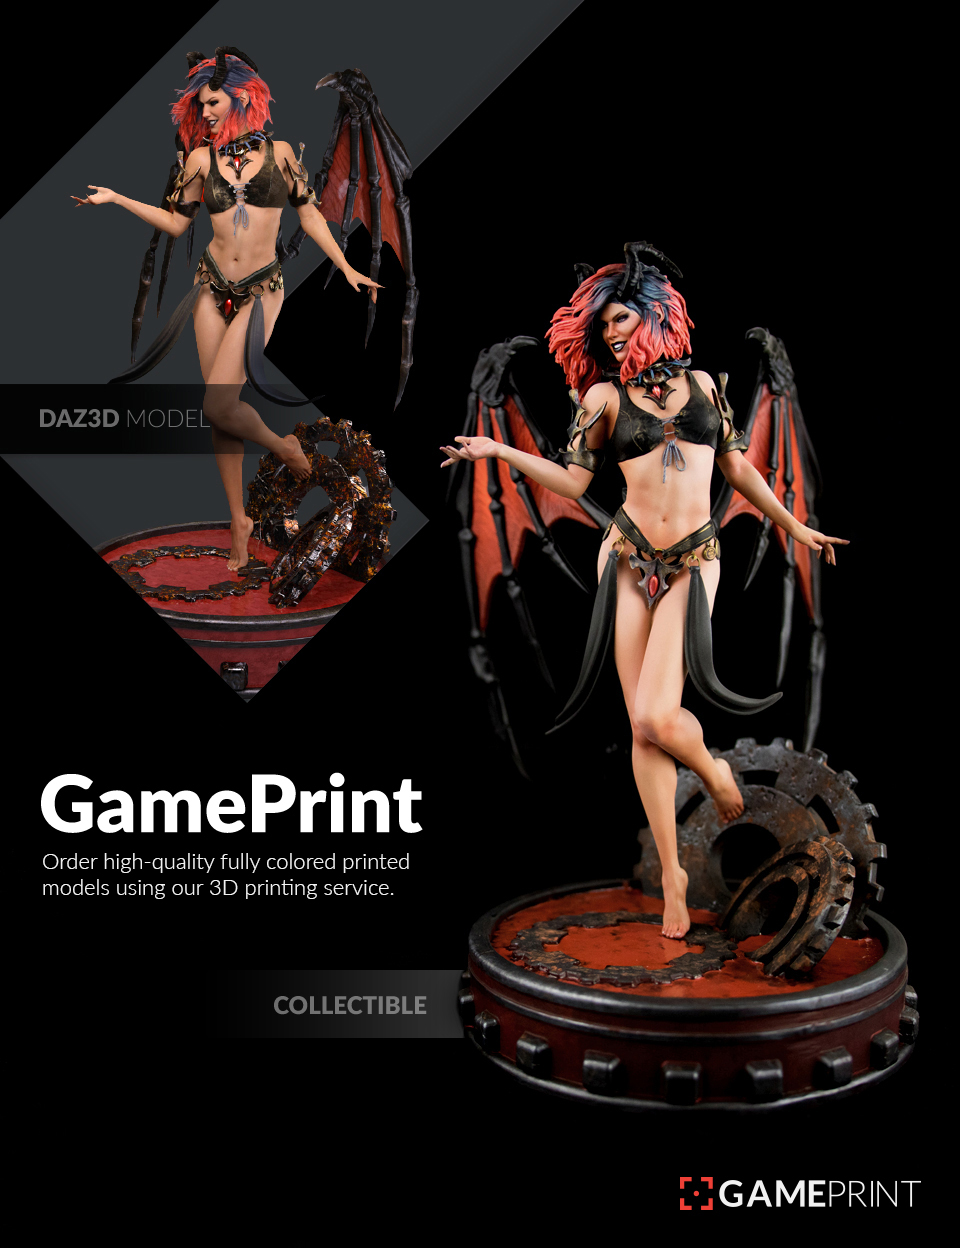 DAZ3D MODEL
GamePrint
Order high-quality fully colored printed
models using our 3D printing service.
COLLECTIBLE
GAMEPRINT